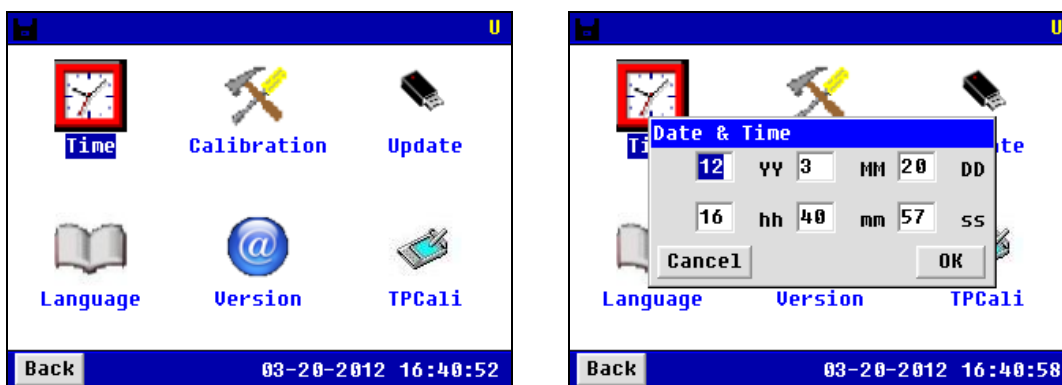 U
Time Calibration Update
Language Version TPCali
Back 03-20-2012 16:40:52
U
Date & Time
Ti te
12 YY 3 MM 20 DD
16 hh 40 mm 57 ss
Cancel OK
Language Version TPCali
Back 03-20-2012 16:40:58